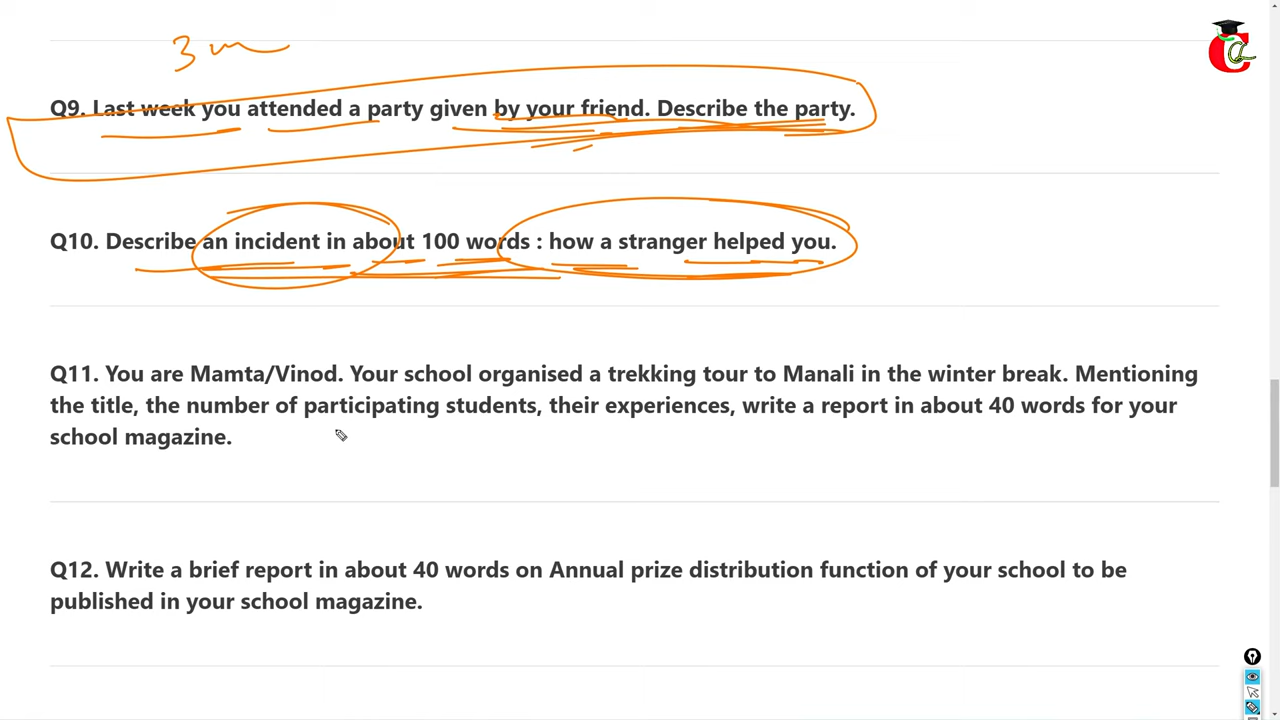 3 m
Q9. Last week you attended a party given by your friend. Describe the party.
Q10. Describe an incident in about 100 words : how a stranger helped you.
Q11. You are Mamta/Vinod. Your school organised a trekking tour to Manali in the winter break. Mentioning
the title, the number of participating students, their experiences, write a report in about 40 words for your
school magazine.
Q12. Write a brief report in about 40 words on Annual prize distribution function of your school to be
published in your school magazine.